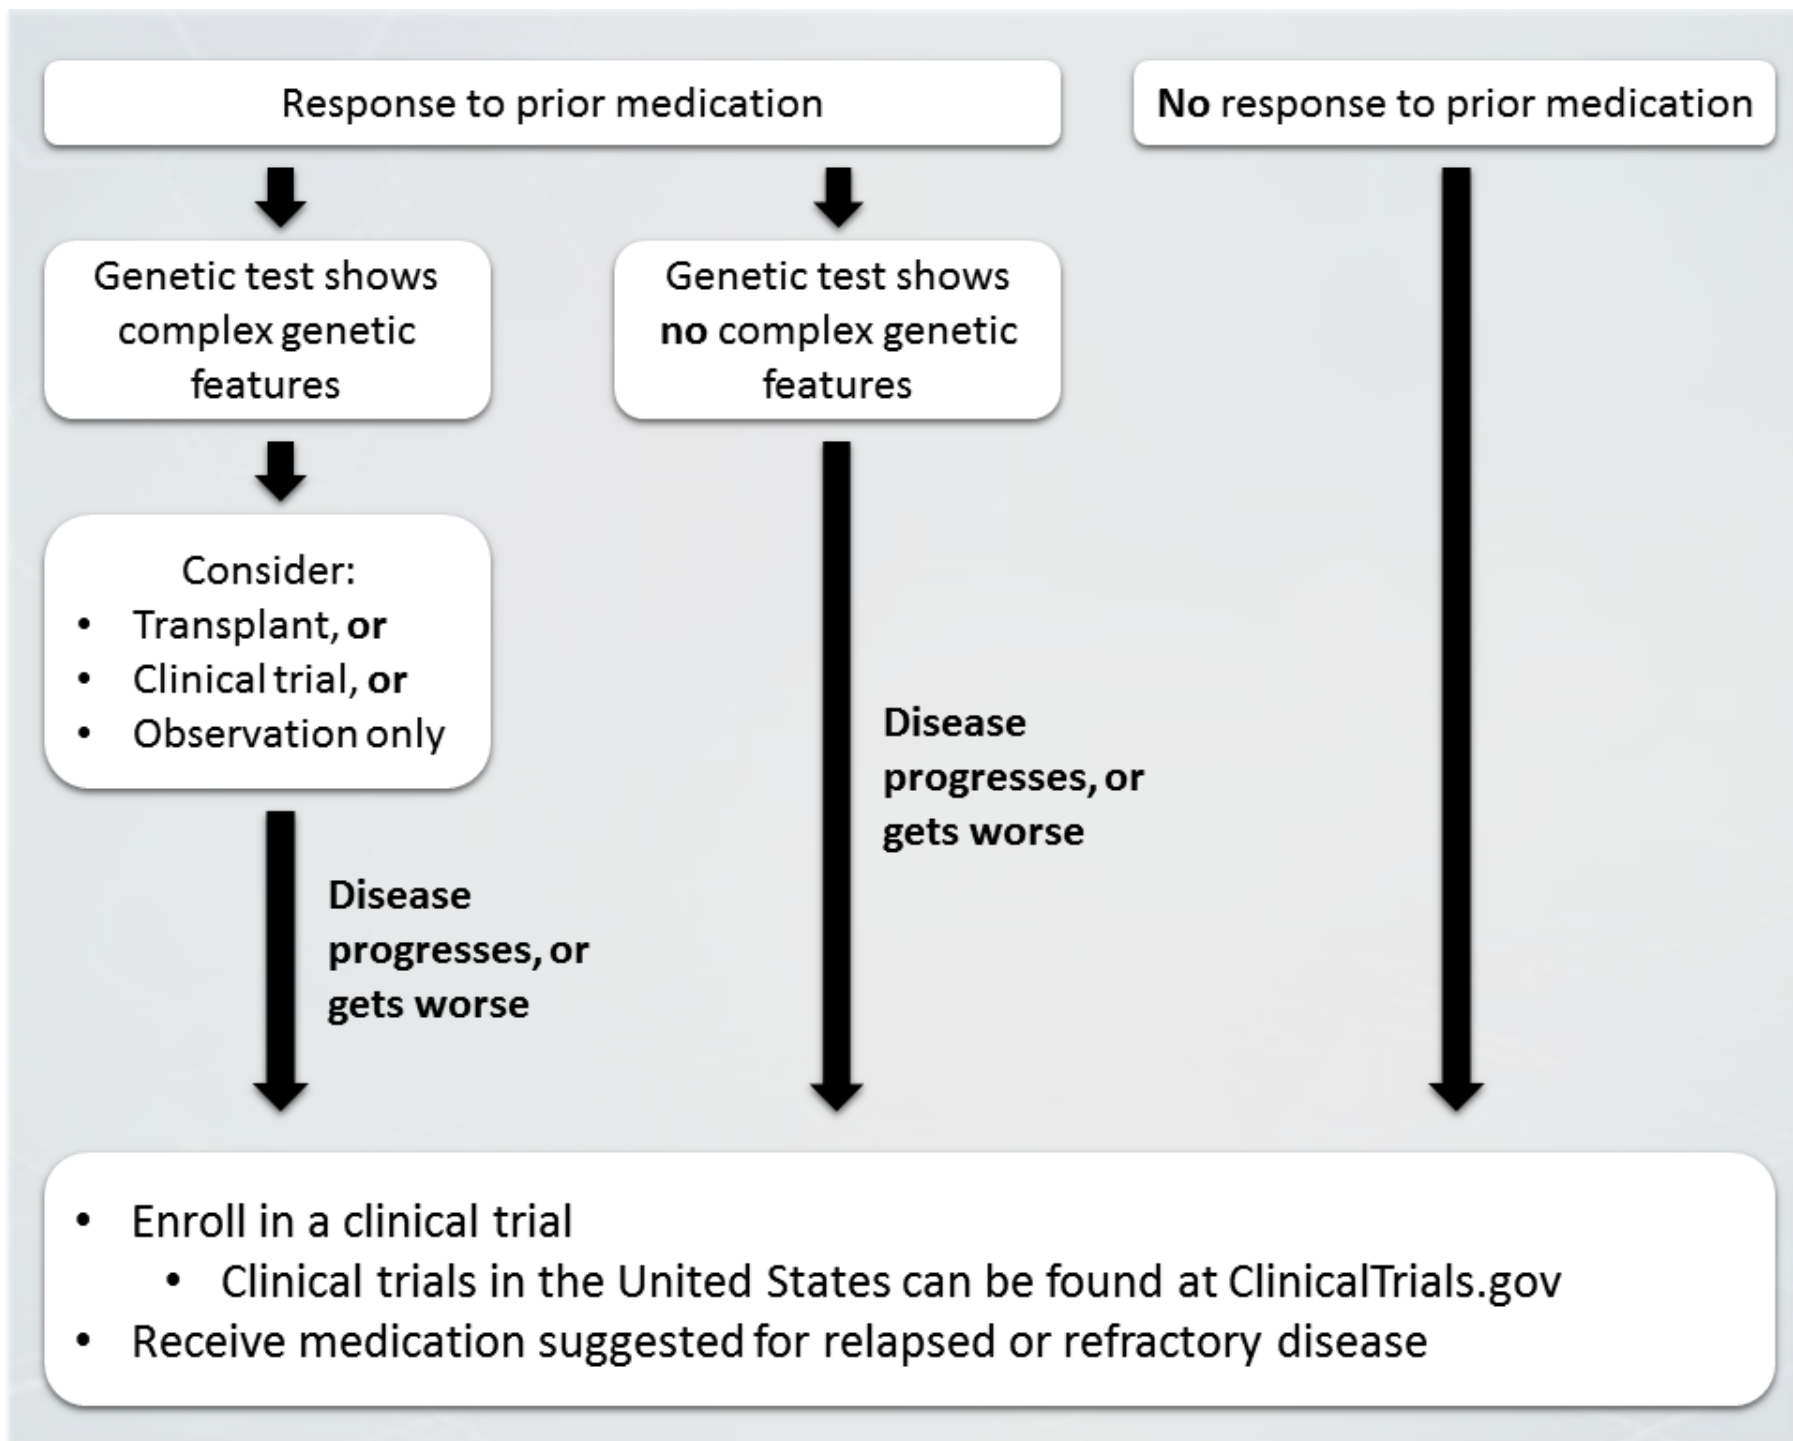 Response to prior medication
No response to prior medication
Genetic test shows
complex genetic
features
Genetic test shows
no complex genetic
features
Consider:
• Transplant, or
• Clinical trial, or
• Observation only
Disease
progresses, or
gets worse
Disease
progresses, or
gets worse
• Enroll in a clinical trial
• Clinical trials in the United States can be found at ClinicalTrials.gov
• Receive medication suggested for relapsed or refractory disease